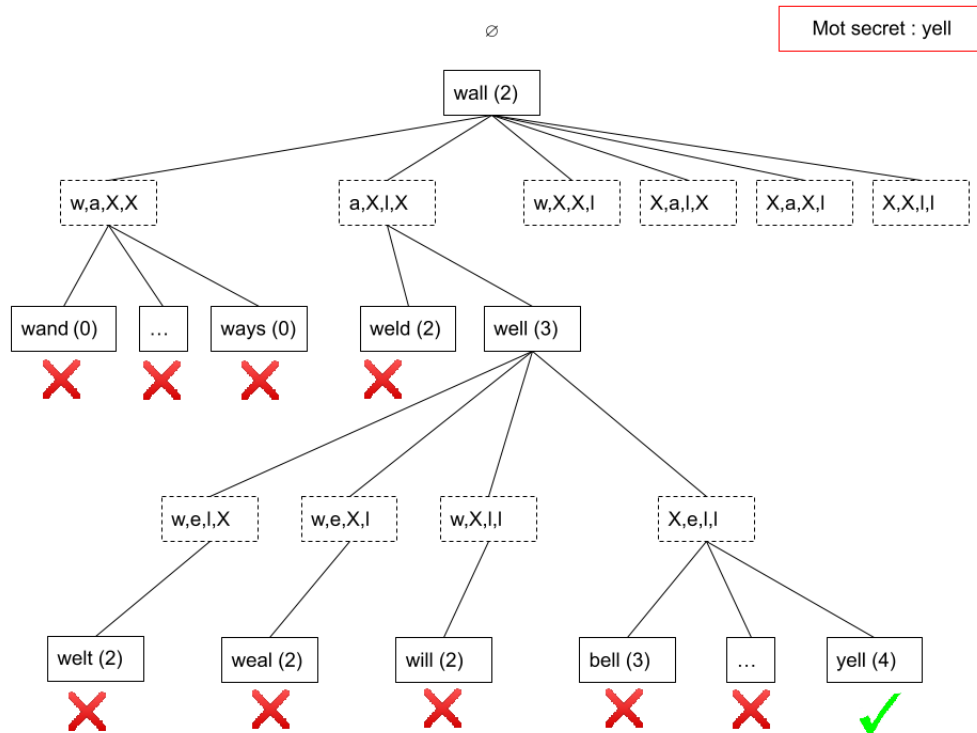 ∅
Mot secret : yell
wall (2)
w,a,X,X
a,X,l,X
w,X,X,l
X,a,l,X
X,a,X,l
X,X,l,l
wand (0)
...
ways (0)
weld (2)
well (3)
w,e,l,X
w,e,X,l
w,X,l,l
X,e,l,l
welt (2)
weal (2)
will (2)
bell (3)
...
yell (4)